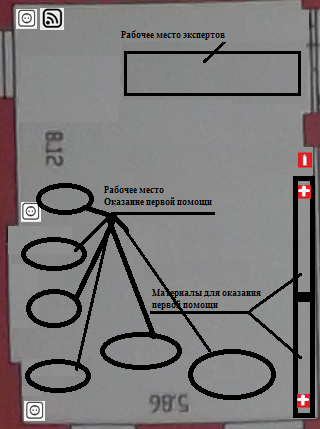 Рабочее место экспертов
8.12
Рабочее место
Оказание первой помощи
Материалы для оказания
первой помощи
5.86